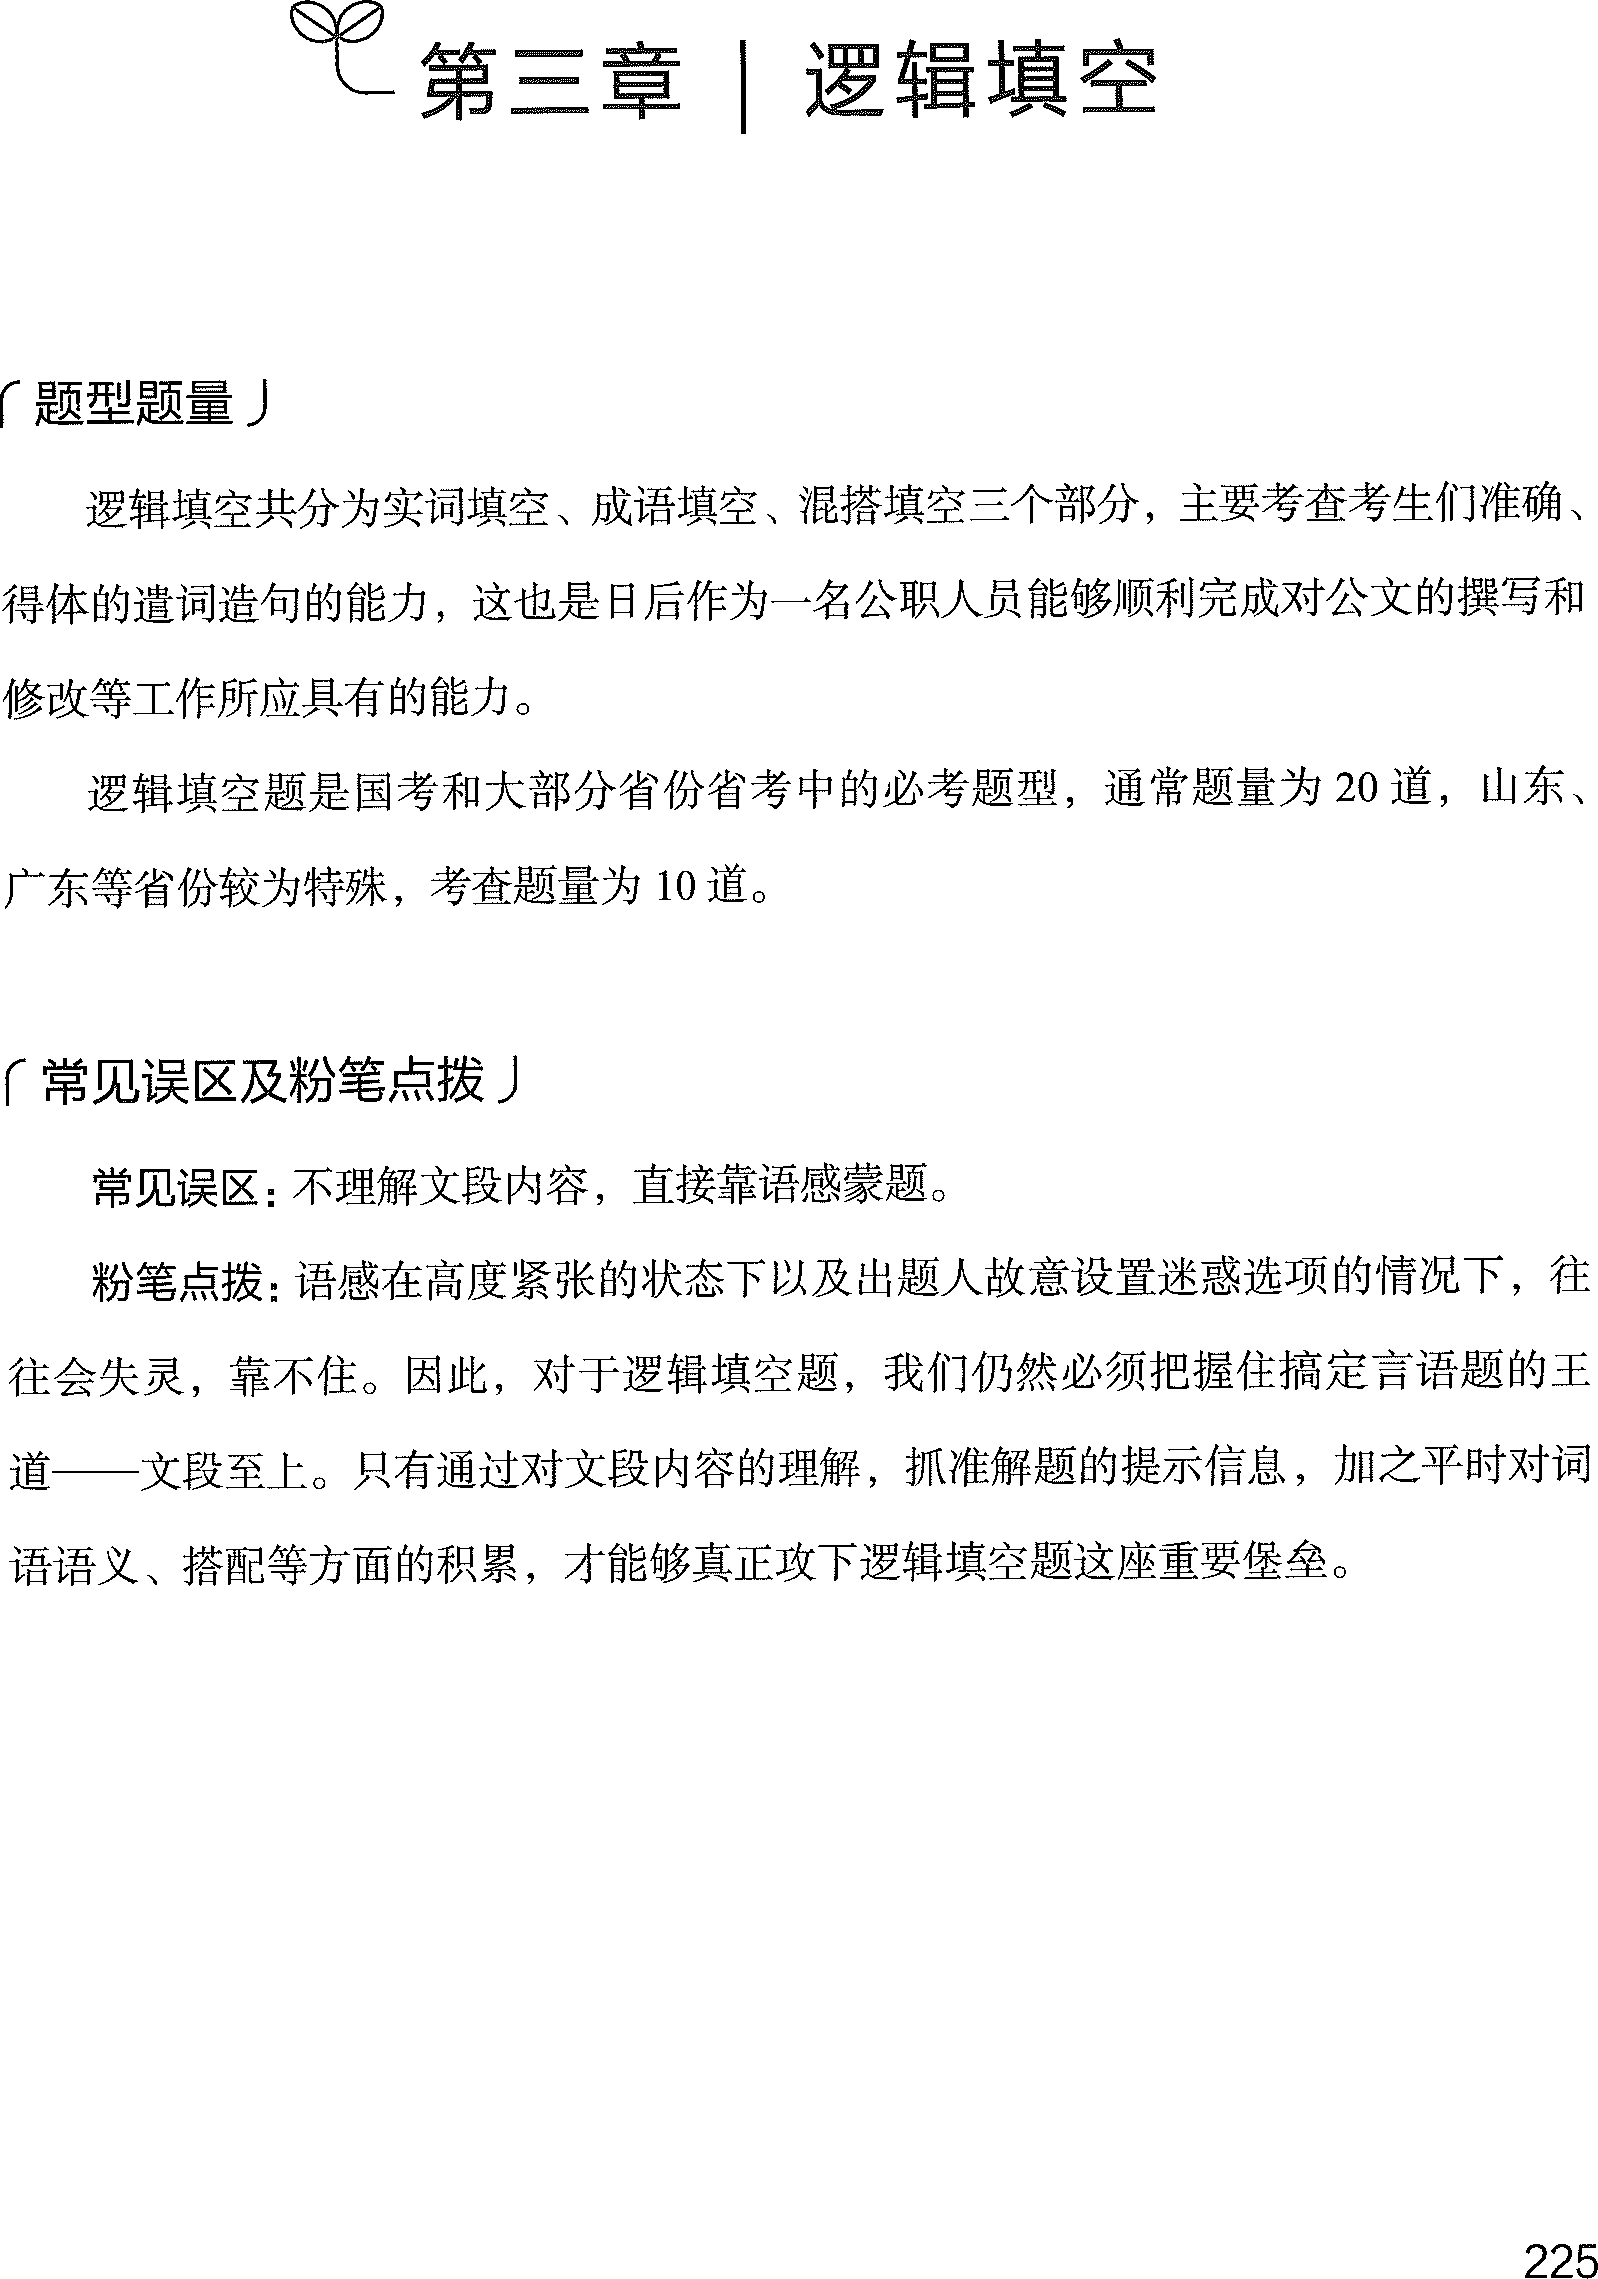 第三章 | 逻辑填空
题型题量
逻辑填空共分为实词填空、成语填空、混搭填空三个部分，主要考查考生们准确、
得体的遣词造句的能力，这也是日后作为一名公职人员能够顺利完成对公文的撰写和
修改等工作所应具有的能力。
逻辑填空题是国考和大部分省份省考中的必考题型，通常题量为 20 道，山东、
广东等省份较为特殊，考查题量为 10 道。
常见误区及粉笔点拨
常见误区：不理解文段内容，直接靠语感蒙题。
粉笔点拨：语感在高度紧张的状态下以及出题人故意设置迷惑选项的情况下，往
往会失灵，靠不住。因此，对于逻辑填空题，我们仍然必须把握住搞定言语题的王
道——文段至上。只有通过对文段内容的理解，抓准解题的提示信息，加之平时对词
语语义、搭配等方面的积累，才能够真正攻下逻辑填空题这座重要堡垒。
225